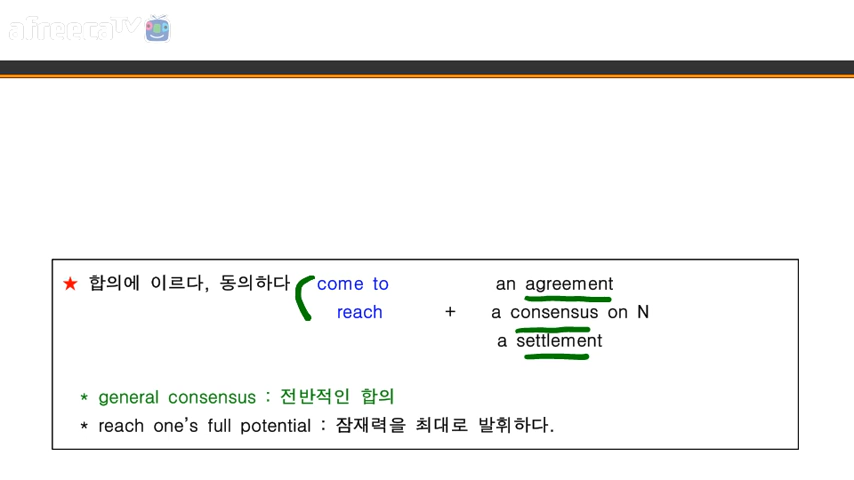 afreecaTV
★ 합의에 이르다, 동의하다 come to an agreement
reach + a consensus on N
a settlement
* general consensus : 전반적인 합의
* reach one's full potential : 잠재력을 최대로 발휘하다.